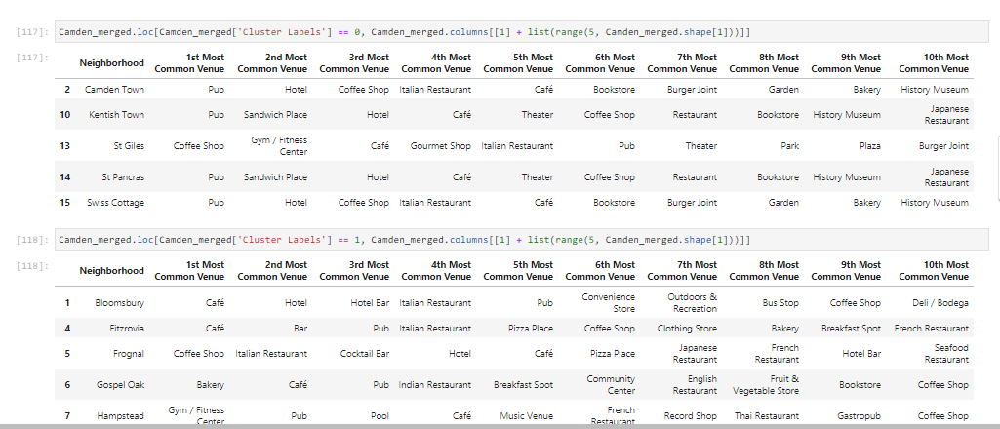 [117]: Camden_merged.loc[Camden_merged['Cluster Labels'] == 0, Camden_merged.columns[[1] + list(range(5, Camden_merged.shape[1]))]]
[117]:
Neighborhood 1st Most Common Venue 2nd Most Common Venue 3rd Most Common Venue 4th Most Common Venue 5th Most Common Venue 6th Most Common Venue 7th Most Common Venue 8th Most Common Venue 9th Most Common Venue 10th Most Common Venue
2 Camden Town Pub Hotel Coffee Shop Italian Restaurant Café Bookstore Burger Joint Garden Bakery History Museum
10 Kentish Town Pub Sandwich Place Hotel Café Theater Coffee Shop Restaurant Bookstore History Museum Japanese Restaurant
13 St Giles Coffee Shop Gym / Fitness Center Café Gourmet Shop Italian Restaurant Pub Theater Park Plaza Burger Joint
14 St Pancras Pub Sandwich Place Hotel Café Theater Coffee Shop Restaurant Bookstore History Museum Japanese Restaurant
15 Swiss Cottage Pub Hotel Coffee Shop Italian Restaurant Café Bookstore Burger Joint Garden Bakery History Museum
[118]: Camden_merged.loc[Camden_merged['Cluster Labels'] == 1, Camden_merged.columns[[1] + list(range(5, Camden_merged.shape[1]))]]
[118]:
Neighborhood 1st Most Common Venue 2nd Most Common Venue 3rd Most Common Venue 4th Most Common Venue 5th Most Common Venue 6th Most Common Venue 7th Most Common Venue 8th Most Common Venue 9th Most Common Venue 10th Most Common Venue
1 Bloomsbury Café Hotel Hotel Bar Italian Restaurant Pub Convenience Store Outdoors & Recreation Bus Stop Coffee Shop Deli / Bodega
4 Fitzrovia Café Bar Pub Italian Restaurant Pizza Place Coffee Shop Clothing Store Bakery Breakfast Spot French Restaurant
5 Frognal Coffee Shop Italian Restaurant Cocktail Bar Hotel Café Pizza Place Japanese Restaurant French Restaurant Hotel Bar Seafood Restaurant
6 Gospel Oak Bakery Café Pub Indian Restaurant Breakfast Spot Community Center English Restaurant Fruit & Vegetable Store Bookstore Coffee Shop
7 Hampstead Gym / Fitness Center Pub Pool Café Music Venue French Restaurant Record Shop Thai Restaurant Gastropub Coffee Shop